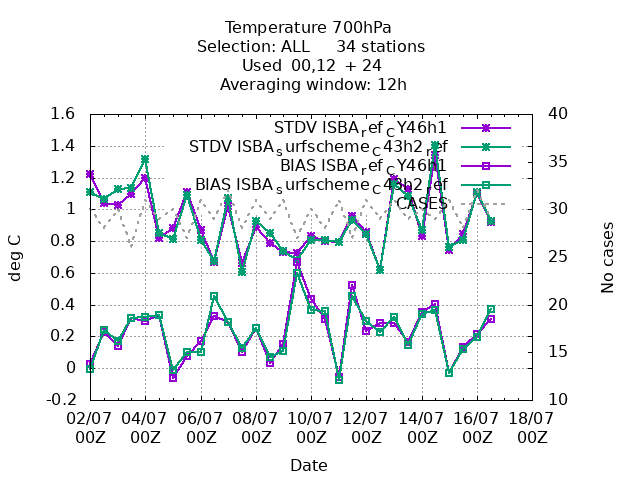 Temperature 700hPa
Selection: ALL 34 stations
Used 00,12 + 24
Averaging window: 12h
STDV ISBA_ref_CY46h1
STDV ISBA_surfscheme_C43h2_ref
BIAS ISBA_ref_CY46h1
BIAS ISBA_surfscheme_C43h2_ref
CASES
1.6
1.4
1.2
1
0.8
0.6
0.4
0.2
0
-0.2
deg C
40
35
30
25
20
15
10
No cases
02/07 04/07 06/07 08/07 10/07 12/07 14/07 16/07 18/07
00Z 00Z 00Z 00Z 00Z 00Z 00Z 00Z 00Z
Date